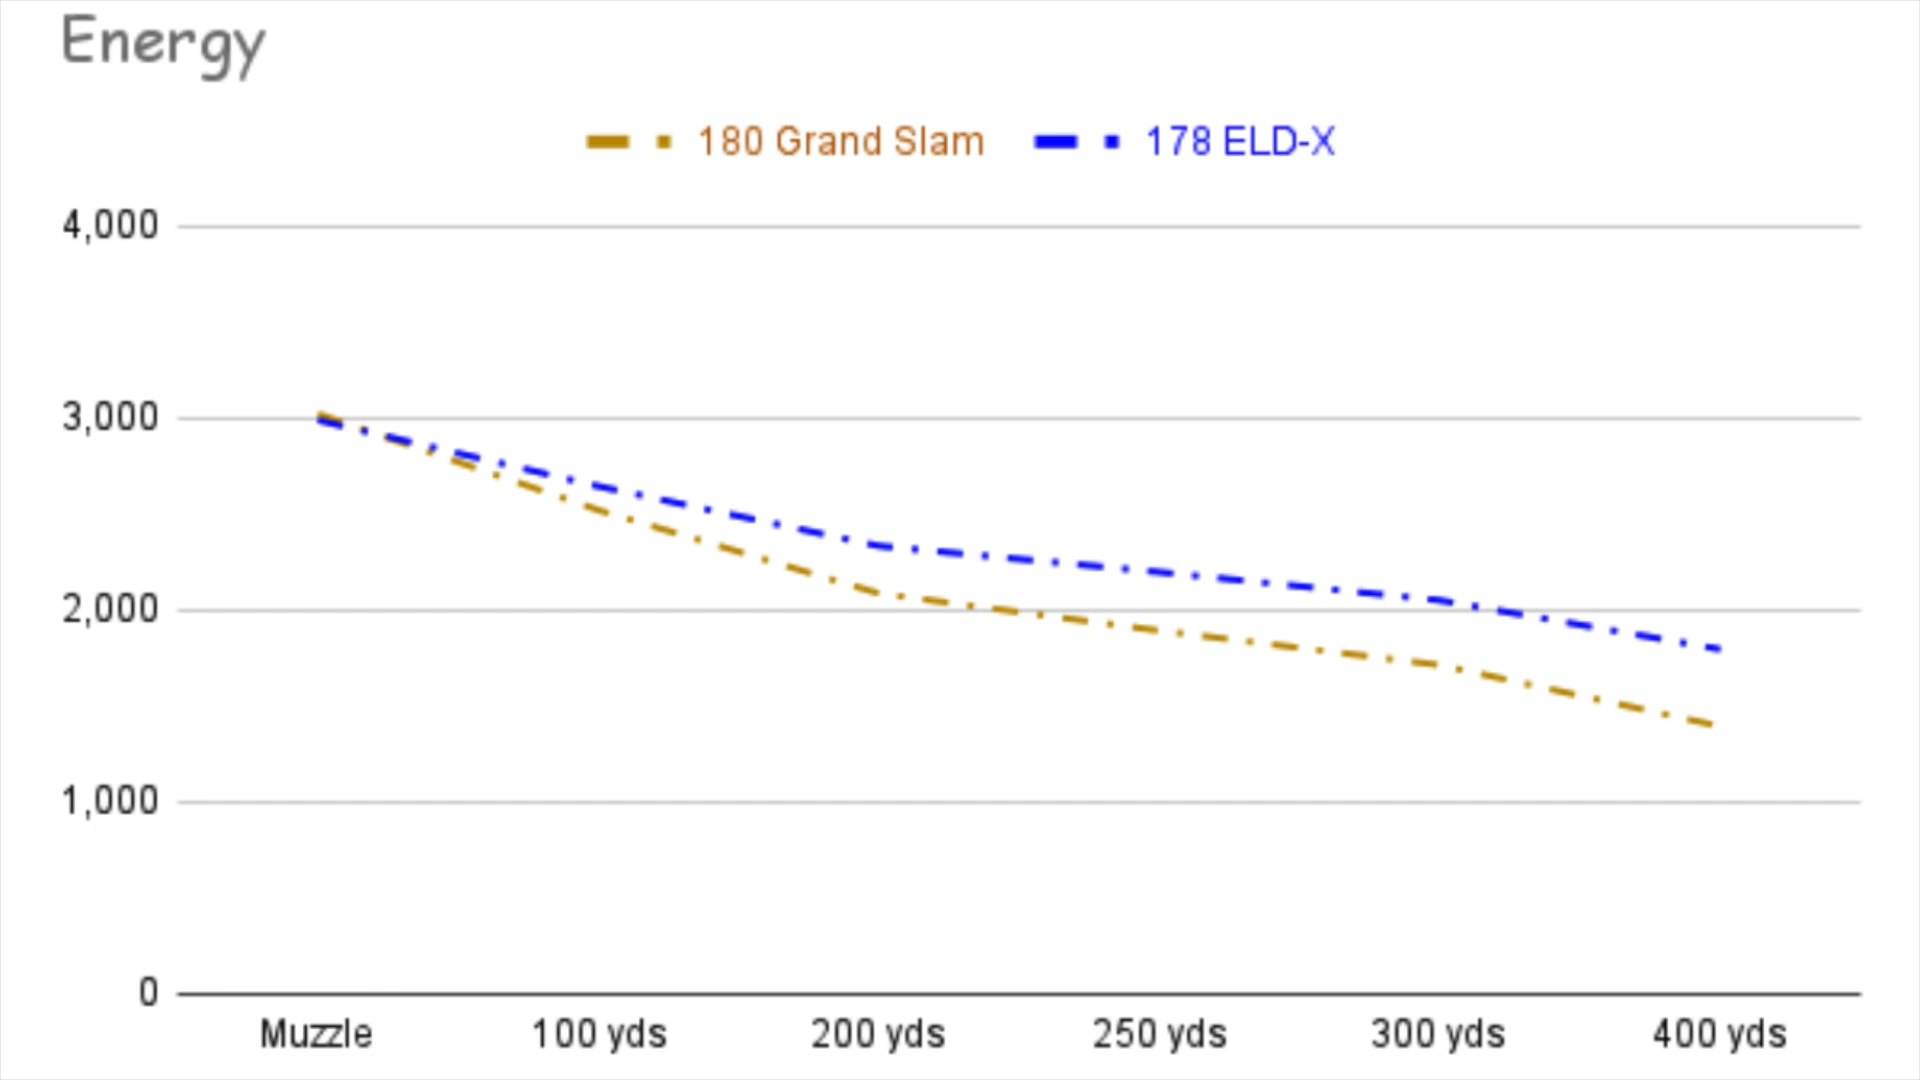 Energy
180 Grand Slam 178 ELD-X
4,000
3,000
2,000
1,000
0
Muzzle 100 yds 200 yds 250 yds 300 yds 400 yds